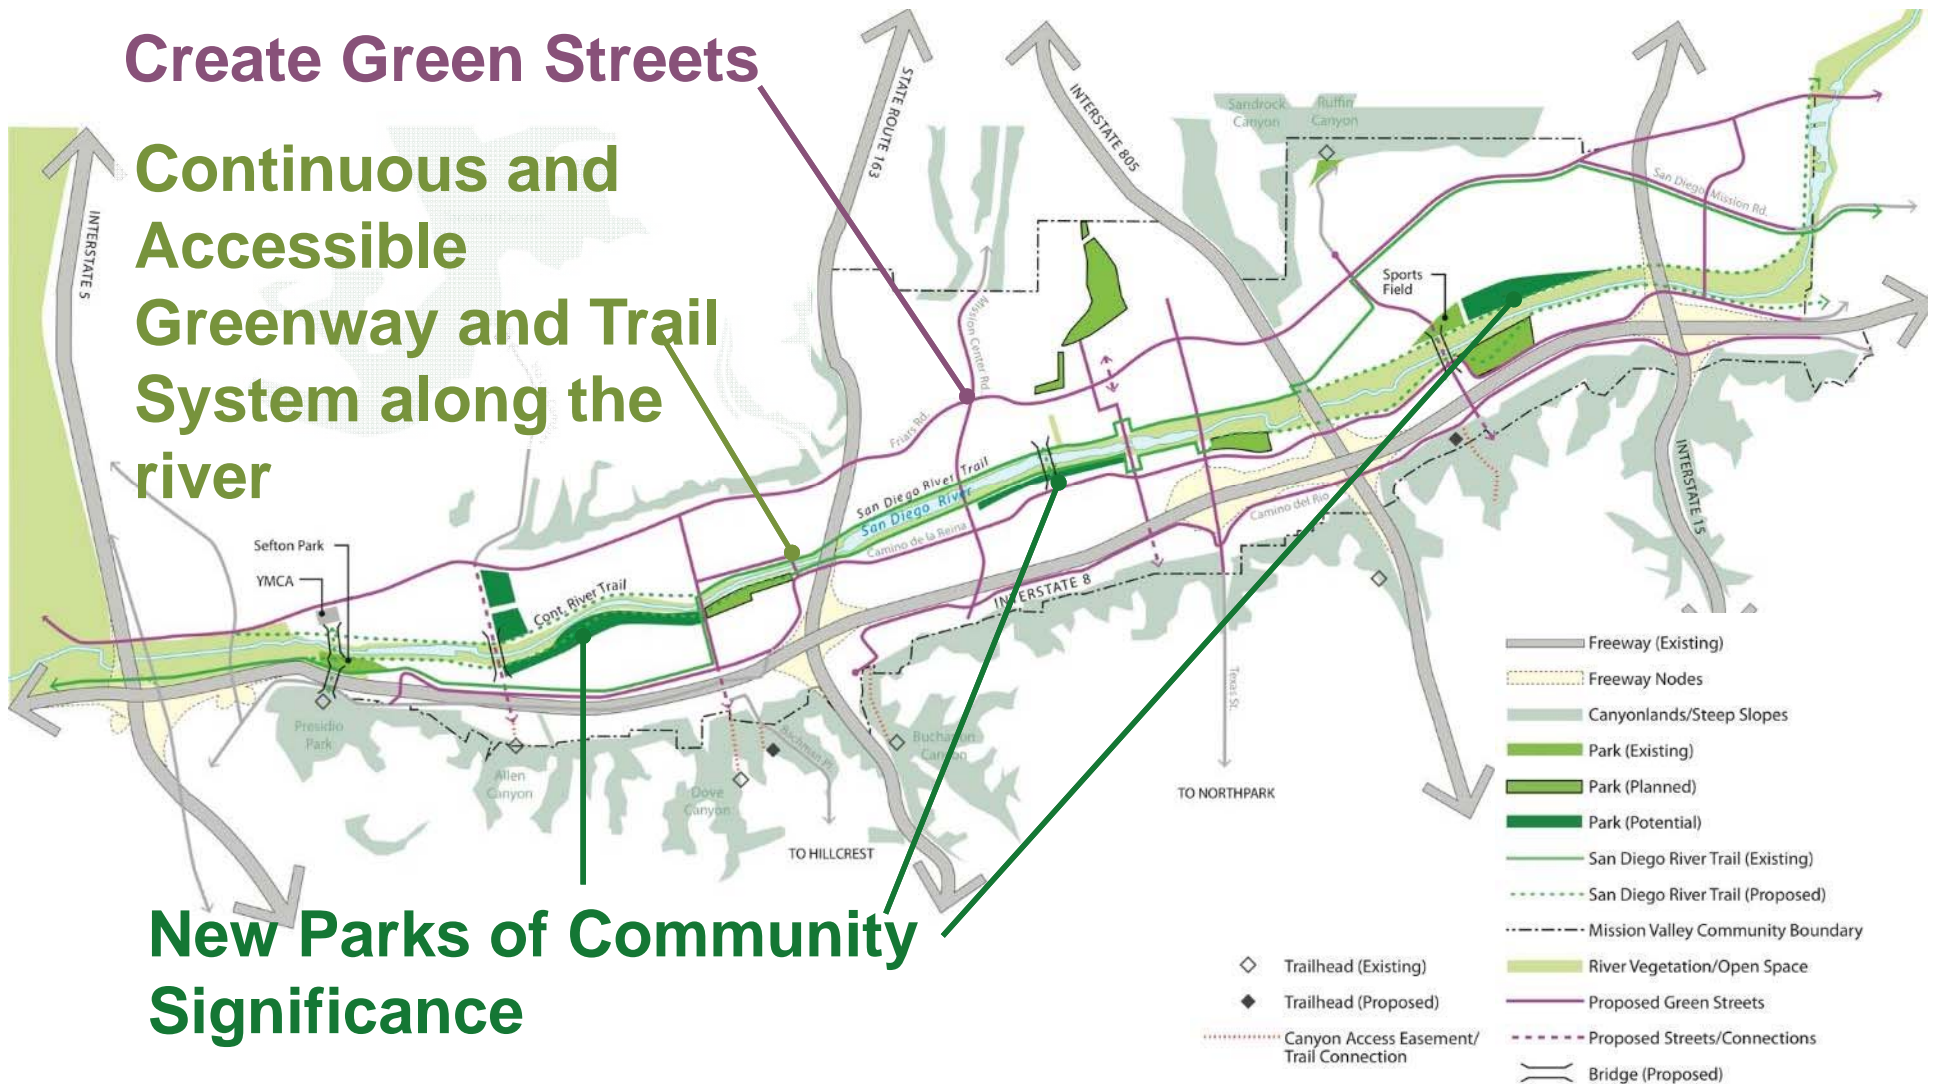 Create Green Streets
Continuous and
Accessible
Greenway and Trail
System along the
river
INTERSTATE 5
STATE ROUTE 163
INTERSTATE 805
Sandrock
Canyon
Ruffin
Canyon
San Diego Mission Rd.
Sports
Field
Mission Center Rd.
Friars Rd.
San Diego River Trail
San Diego River
Camino de la Reina
Camino del Rio
INTERSTATE 15
INTERSTATE 8
Sefton Park
YMCA
Cont. River Trail
Presidio
Park
Allen
Canyon
Dove
Canyon
Bachman Pl.
Buchanan
Canyon
Texas St.
TO NORTHPARK
TO HILLCREST
New Parks of Community
Significance
Freeway (Existing)
Freeway Nodes
Canyonlands/Steep Slopes
Park (Existing)
Park (Planned)
Park (Potential)
San Diego River Trail (Existing)
San Diego River Trail (Proposed)
Mission Valley Community Boundary
River Vegetation/Open Space
Proposed Green Streets
Proposed Streets/Connections
Bridge (Proposed)
Trailhead (Existing)
Trailhead (Proposed)
Canyon Access Easement/
Trail Connection